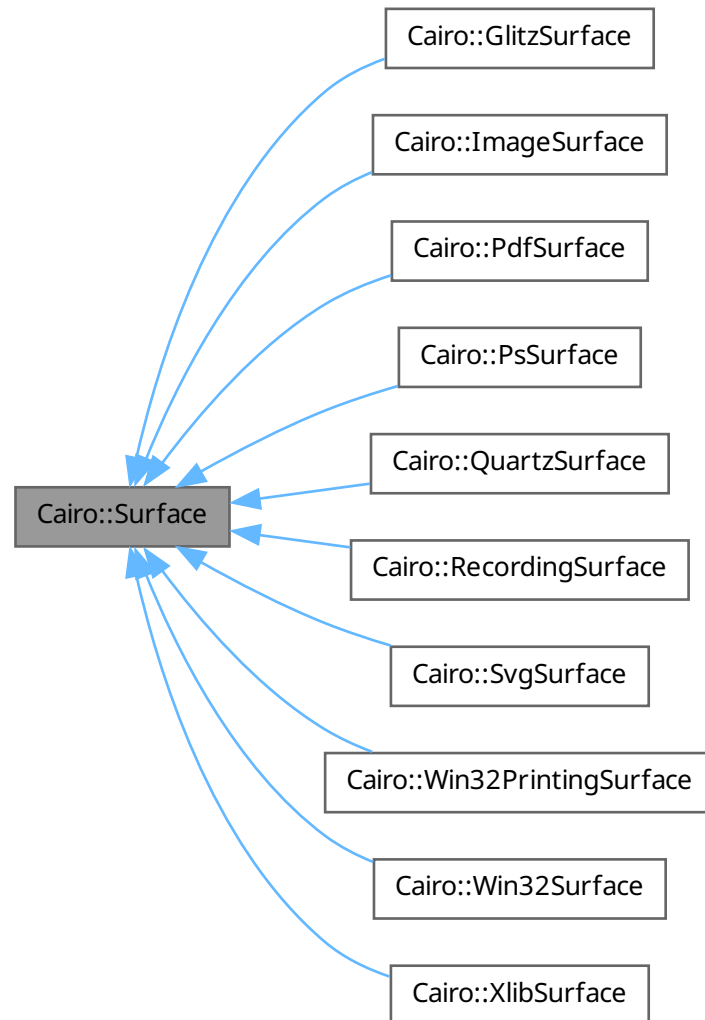 Cairo::GlitzSurface
Cairo::ImageSurface
Cairo::PdfSurface
Cairo::PsSurface
Cairo::QuartzSurface
Cairo::Surface
Cairo::RecordingSurface
Cairo::SvgSurface
Cairo::Win32PrintingSurface
Cairo::Win32Surface
Cairo::XlibSurface